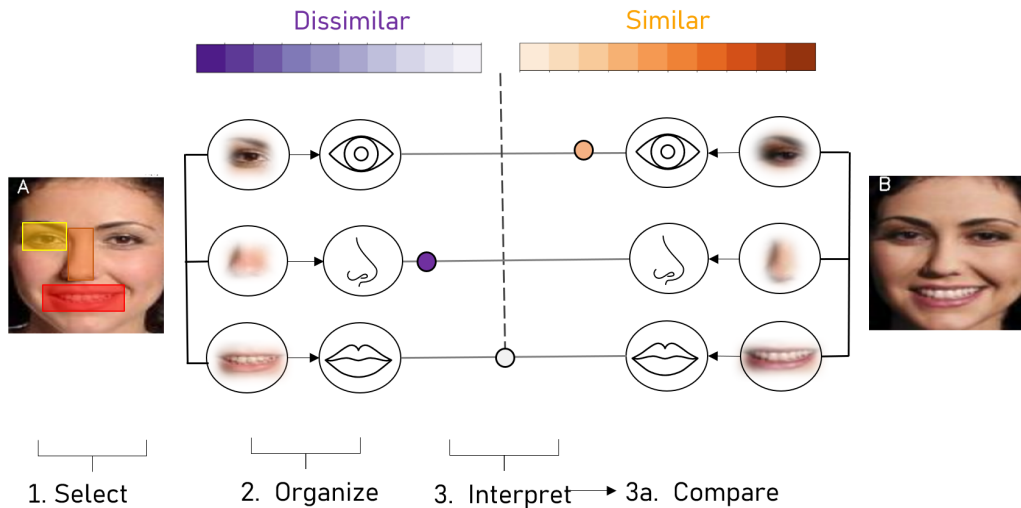 Dissimilar
Similar
A
B
1. Select
2. Organize
3. Interpret
3a. Compare